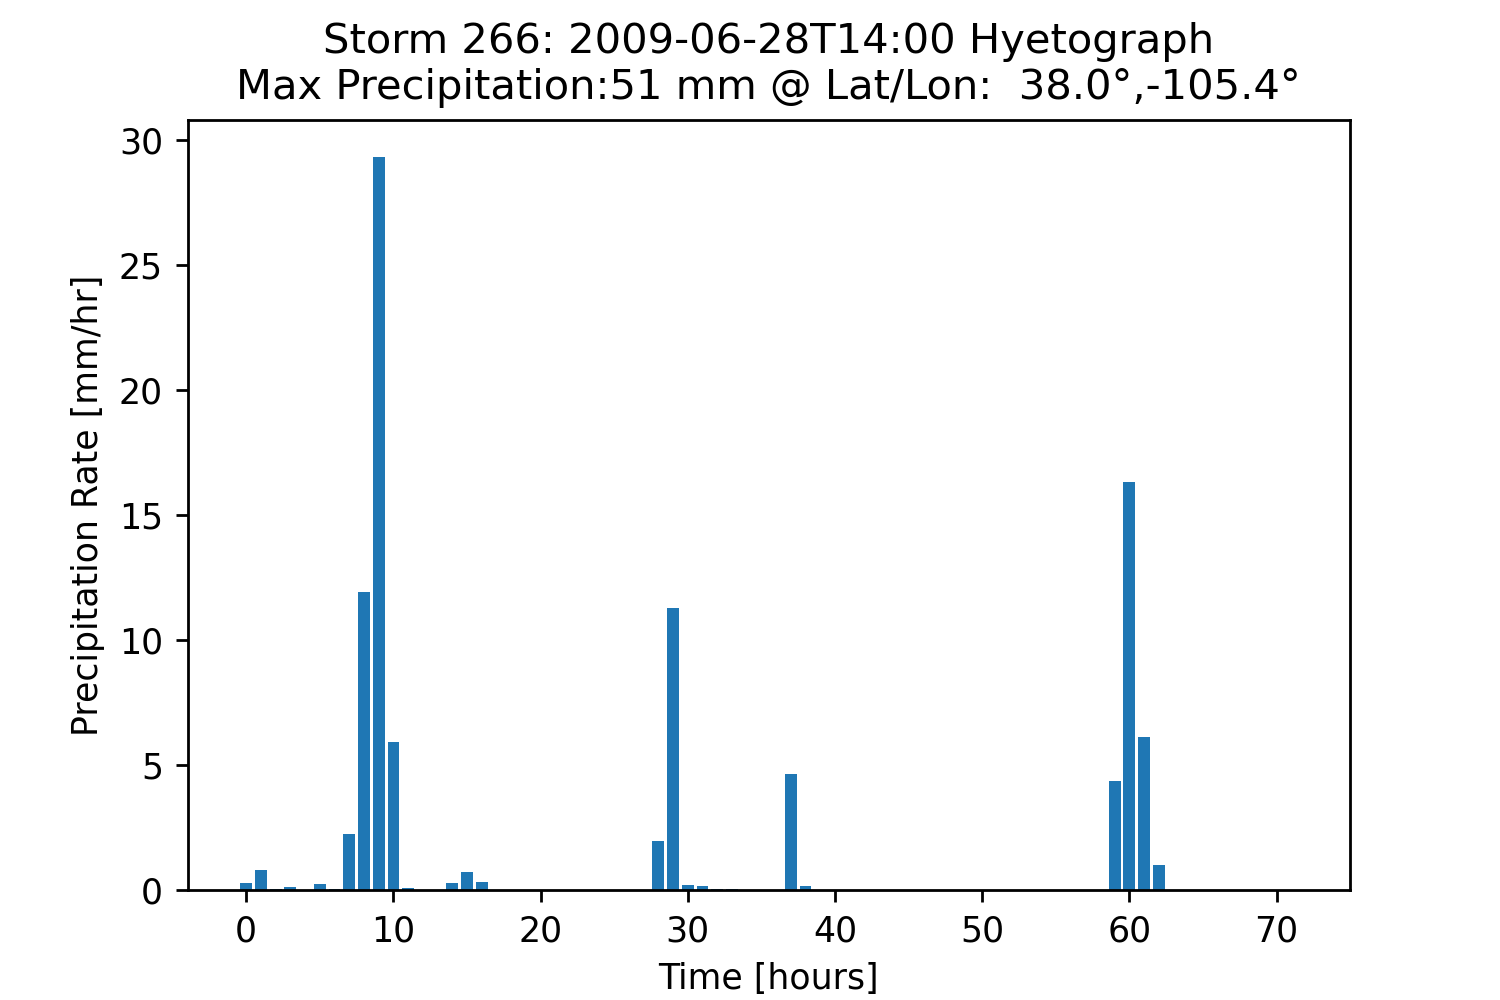 Storm 266: 2009-06-28T14:00 Hyetograph
Max Precipitation:51 mm @ Lat/Lon:  38.0°,-105.4°
30
25
20
15
10
5
0
Precipitation Rate [mm/hr]
0 10 20 30 40 50 60 70
Time [hours]